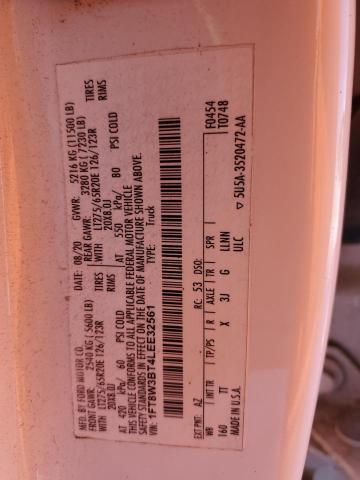 MFD. BY FORD MOTOR CO.
DATE: 08/20 GVWR: 5216 KG (11500 LB)
FRONT GAWR: 2540 KG (5600 LB) REAR GAWR: 3280 KG (7230 LB)
WITH LT275/65R20E 126/123R TIRES WITH LT275/65R20E 126/123R TIRES
20X8.0J RIMS 20X8.0J RIMS
AT 420 kPa/ 60 PSI COLD AT 550 kPa/ 80 PSI COLD
THIS VEHICLE CONFORMS TO ALL APPLICABLE FEDERAL MOTOR VEHICLE SAFETY
STANDARDS IN EFFECT ON THE DATE OF MANUFACTURE SHOWN ABOVE.
VIN: 1FT8W3BT4LEE32561
TYPE: Truck
F0454
T0748
EXT PNT: AZ RC: 53 DSO:
WB INT TR TP/PS R AXLE TR SPR
160 TT X 3J G LLNN
ULC
MADE IN U.S.A. ▽ 5U5A-3520472-AA